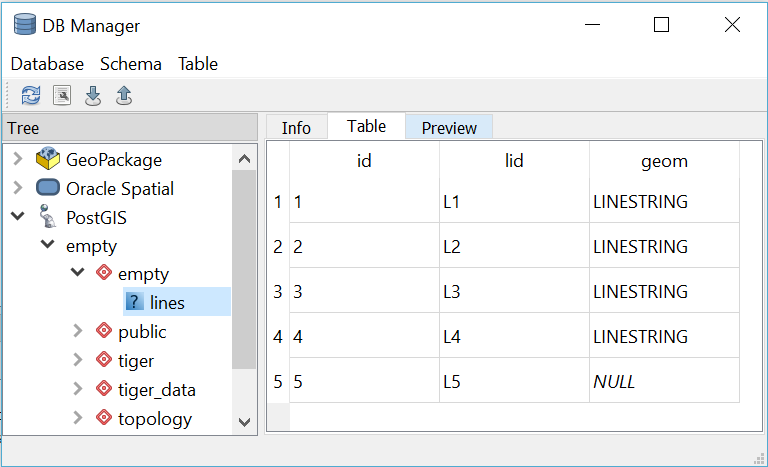 DB Manager
Database Schema Table
Tree
GeoPackage
Oracle Spatial
PostGIS
empty
empty
? lines
public
tiger
tiger_data
topology
Info Table Preview
id lid geom
1 1 L1 LINESTRING
2 2 L2 LINESTRING
3 3 L3 LINESTRING
4 4 L4 LINESTRING
5 5 L5 NULL